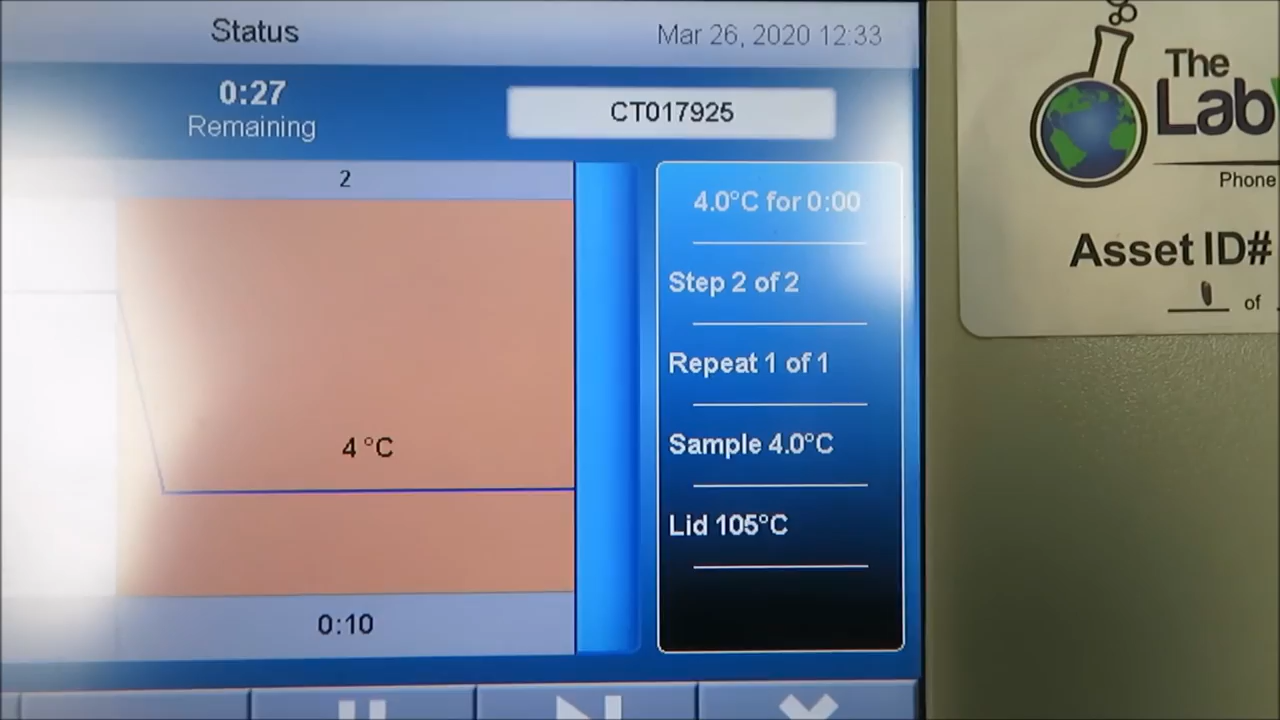 Status
Mar 26, 2020 12:33
0:27
Remaining
CT017925
2
4 °C
0:10
4.0°C for 0:00
Step 2 of 2
Repeat 1 of 1
Sample 4.0°C
Lid 105°C
The
Lab
Phone
Asset ID#
of